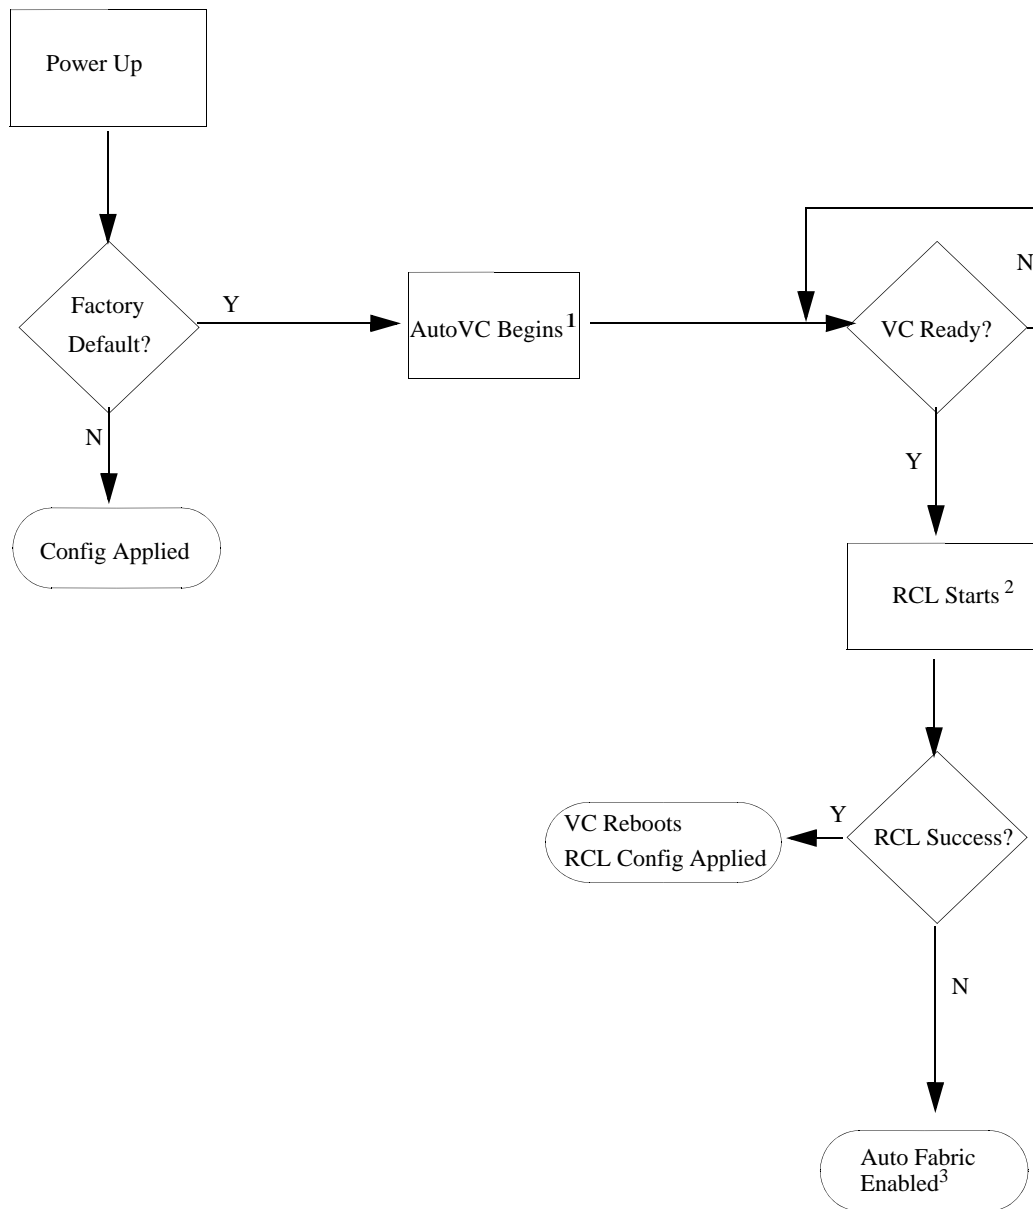 Power Up
Factory
Default?
Y
N
Config Applied
AutoVC Begins1
VC Ready?
N
Y
RCL Starts 2
RCL Success?
Y
VC Reboots
RCL Config Applied
N
Auto Fabric
Enabled3